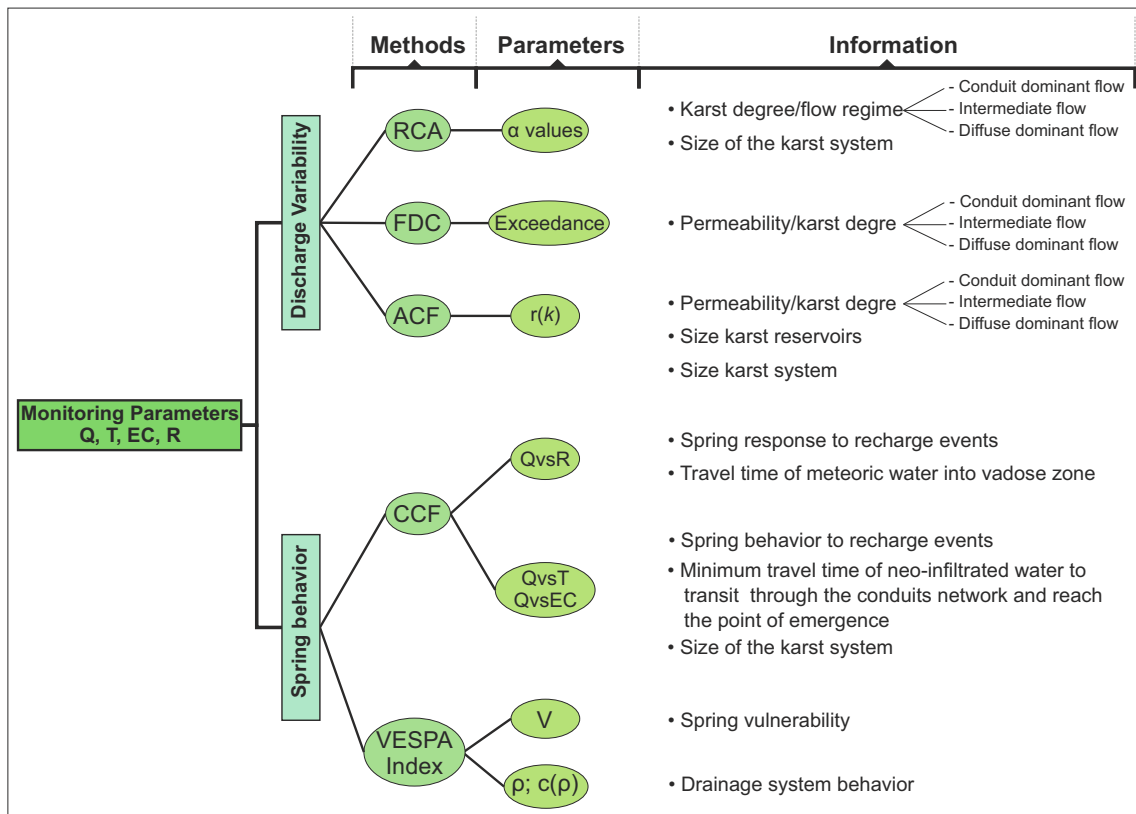 Methods
Parameters
Information
Discharge Variability
RCA
α values
• Karst degree/flow regime
- Conduit dominant flow
- Intermediate flow
- Diffuse dominant flow
• Size of the karst system
FDC
Exceedance
• Permeability/karst degre
- Conduit dominant flow
- Intermediate flow
- Diffuse dominant flow
ACF
r(k)
• Permeability/karst degre
- Conduit dominant flow
- Intermediate flow
- Diffuse dominant flow
• Size karst reservoirs
• Size karst system
Monitoring Parameters
Q, T, EC, R
Spring behavior
CCF
QvsR
• Spring response to recharge events
• Travel time of meteoric water into vadose zone
QvsT
QvsEC
• Spring behavior to recharge events
• Minimum travel time of neo-infiltrated water to
transit through the conduits network and reach
the point of emergence
• Size of the karst system
VESPA
Index
V
• Spring vulnerability
ρ; c(ρ)
• Drainage system behavior